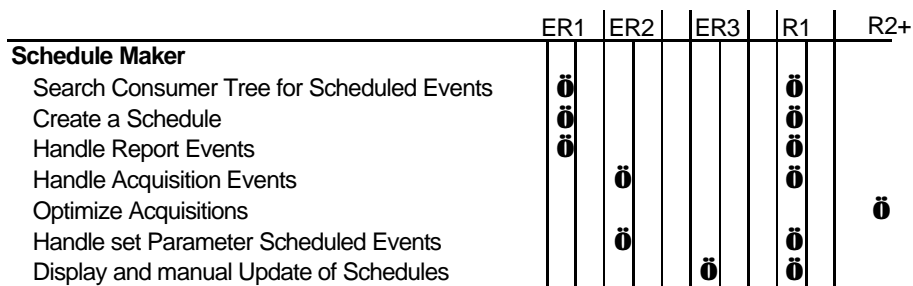 ER1 ER2 ER3 R1 R2+
Schedule Maker
Search Consumer Tree for Scheduled Events Ö Ö
Create a Schedule Ö Ö
Handle Report Events Ö Ö
Handle Acquisition Events Ö Ö
Optimize Acquisitions Ö
Handle set Parameter Scheduled Events Ö Ö
Display and manual Update of Schedules Ö Ö